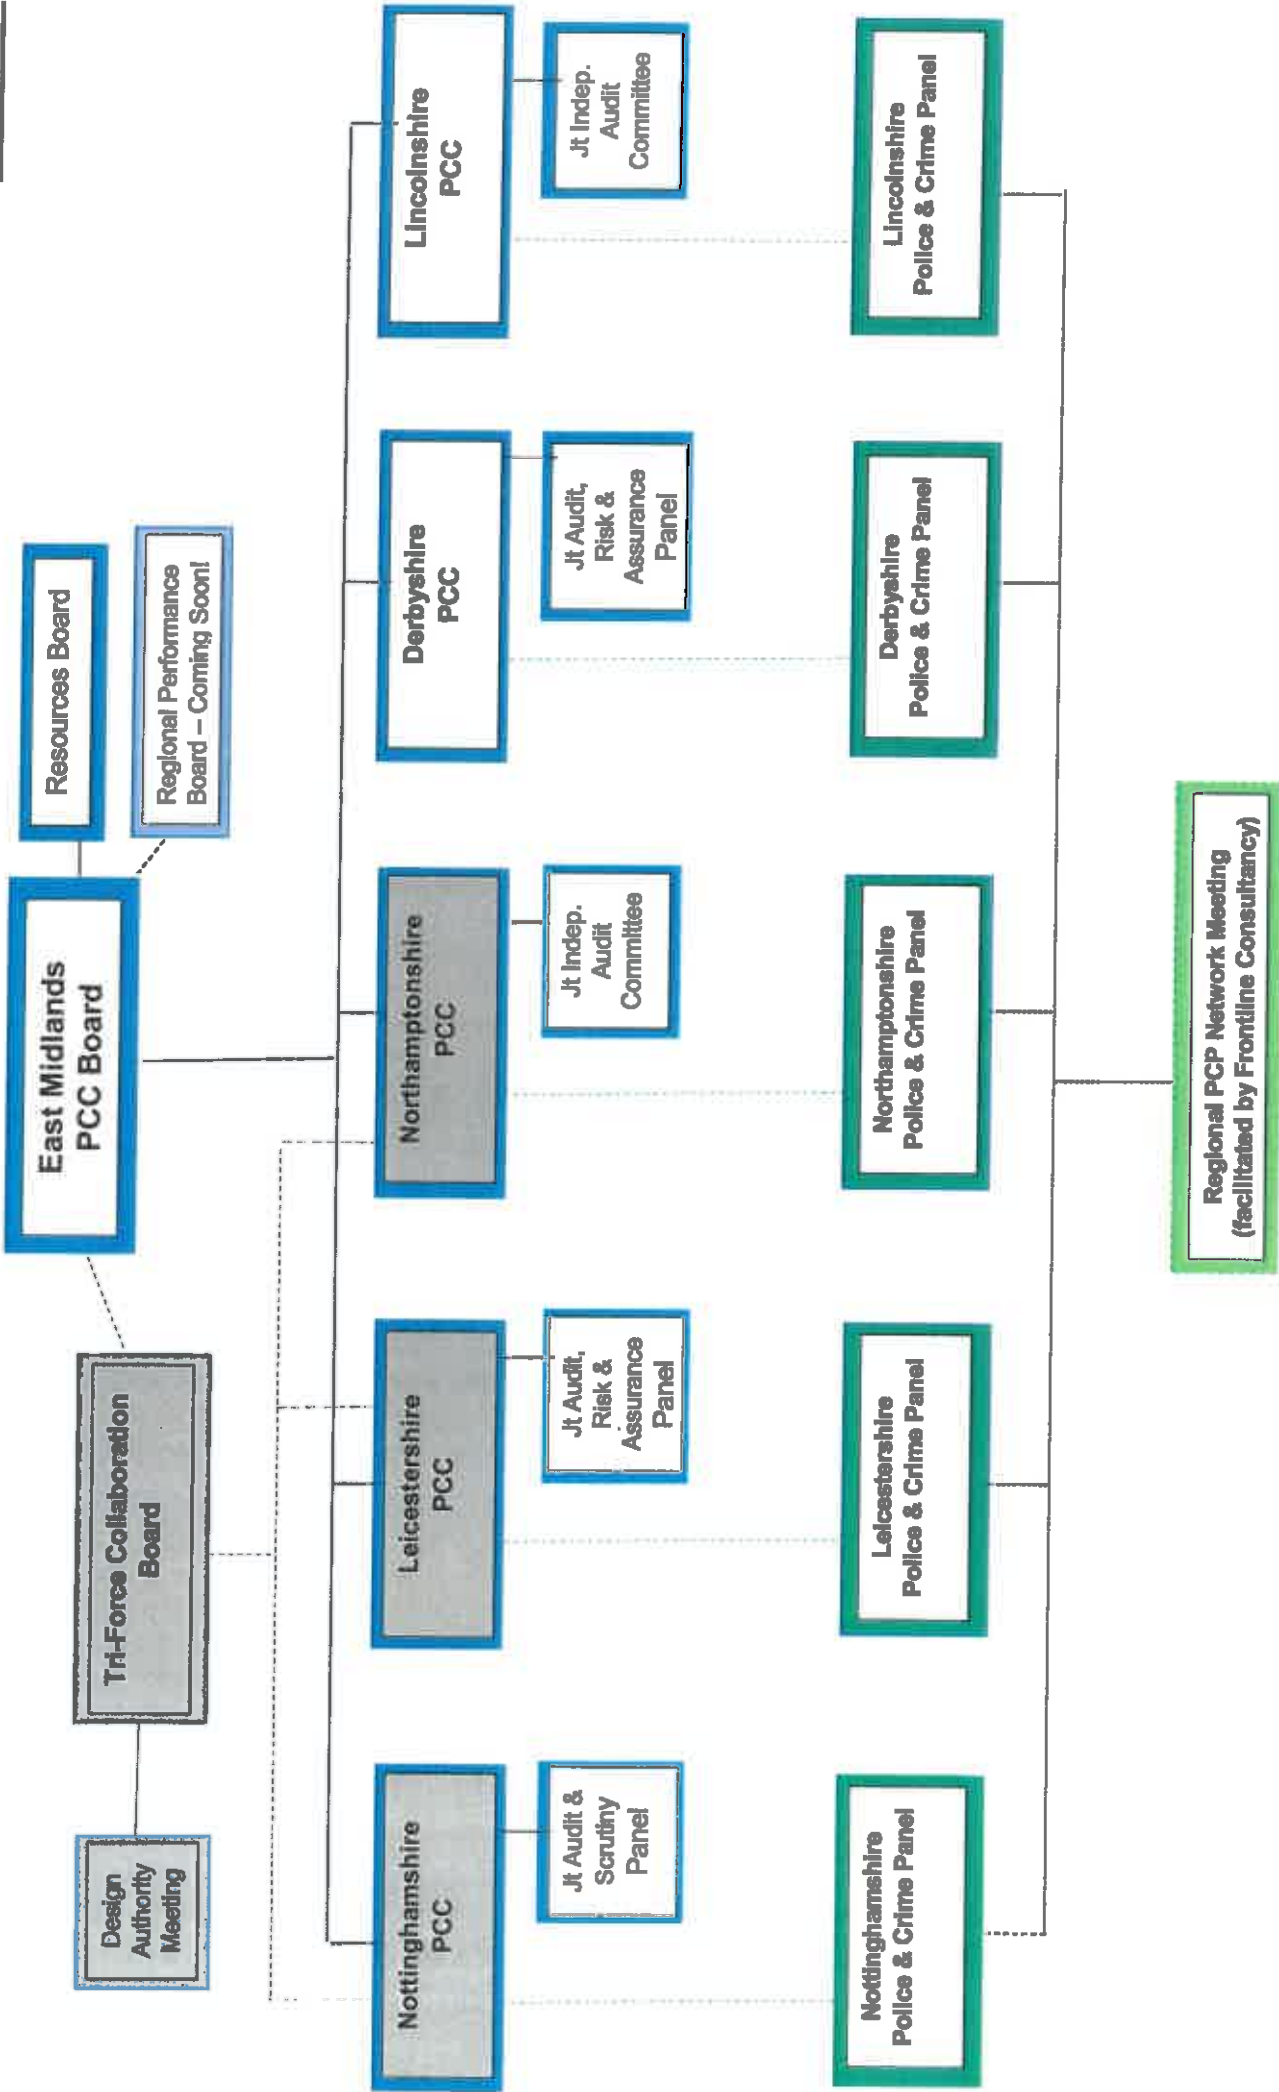 Resources Board
East Midlands
PCC Board
Regional Performance
Board – Coming Soon!
Design
Authority
Meeting
Tri-Force Collaboration
Board
Nottinghamshire
PCC
Leicestershire
PCC
Northamptonshire
PCC
Derbyshire
PCC
Lincolnshire
PCC
Jt Audit &
Scrutiny
Panel
Jt Audit,
Risk &
Assurance
Panel
Jt Indep.
Audit
Committee
Jt Audit,
Risk &
Assurance
Panel
Jt Indep.
Audit
Committee
Nottinghamshire
Police & Crime Panel
Leicestershire
Police & Crime Panel
Northamptonshire
Police & Crime Panel
Derbyshire
Police & Crime Panel
Lincolnshire
Police & Crime Panel
Regional PCP Network Meeting
(facilitated by Frontline Consultancy)